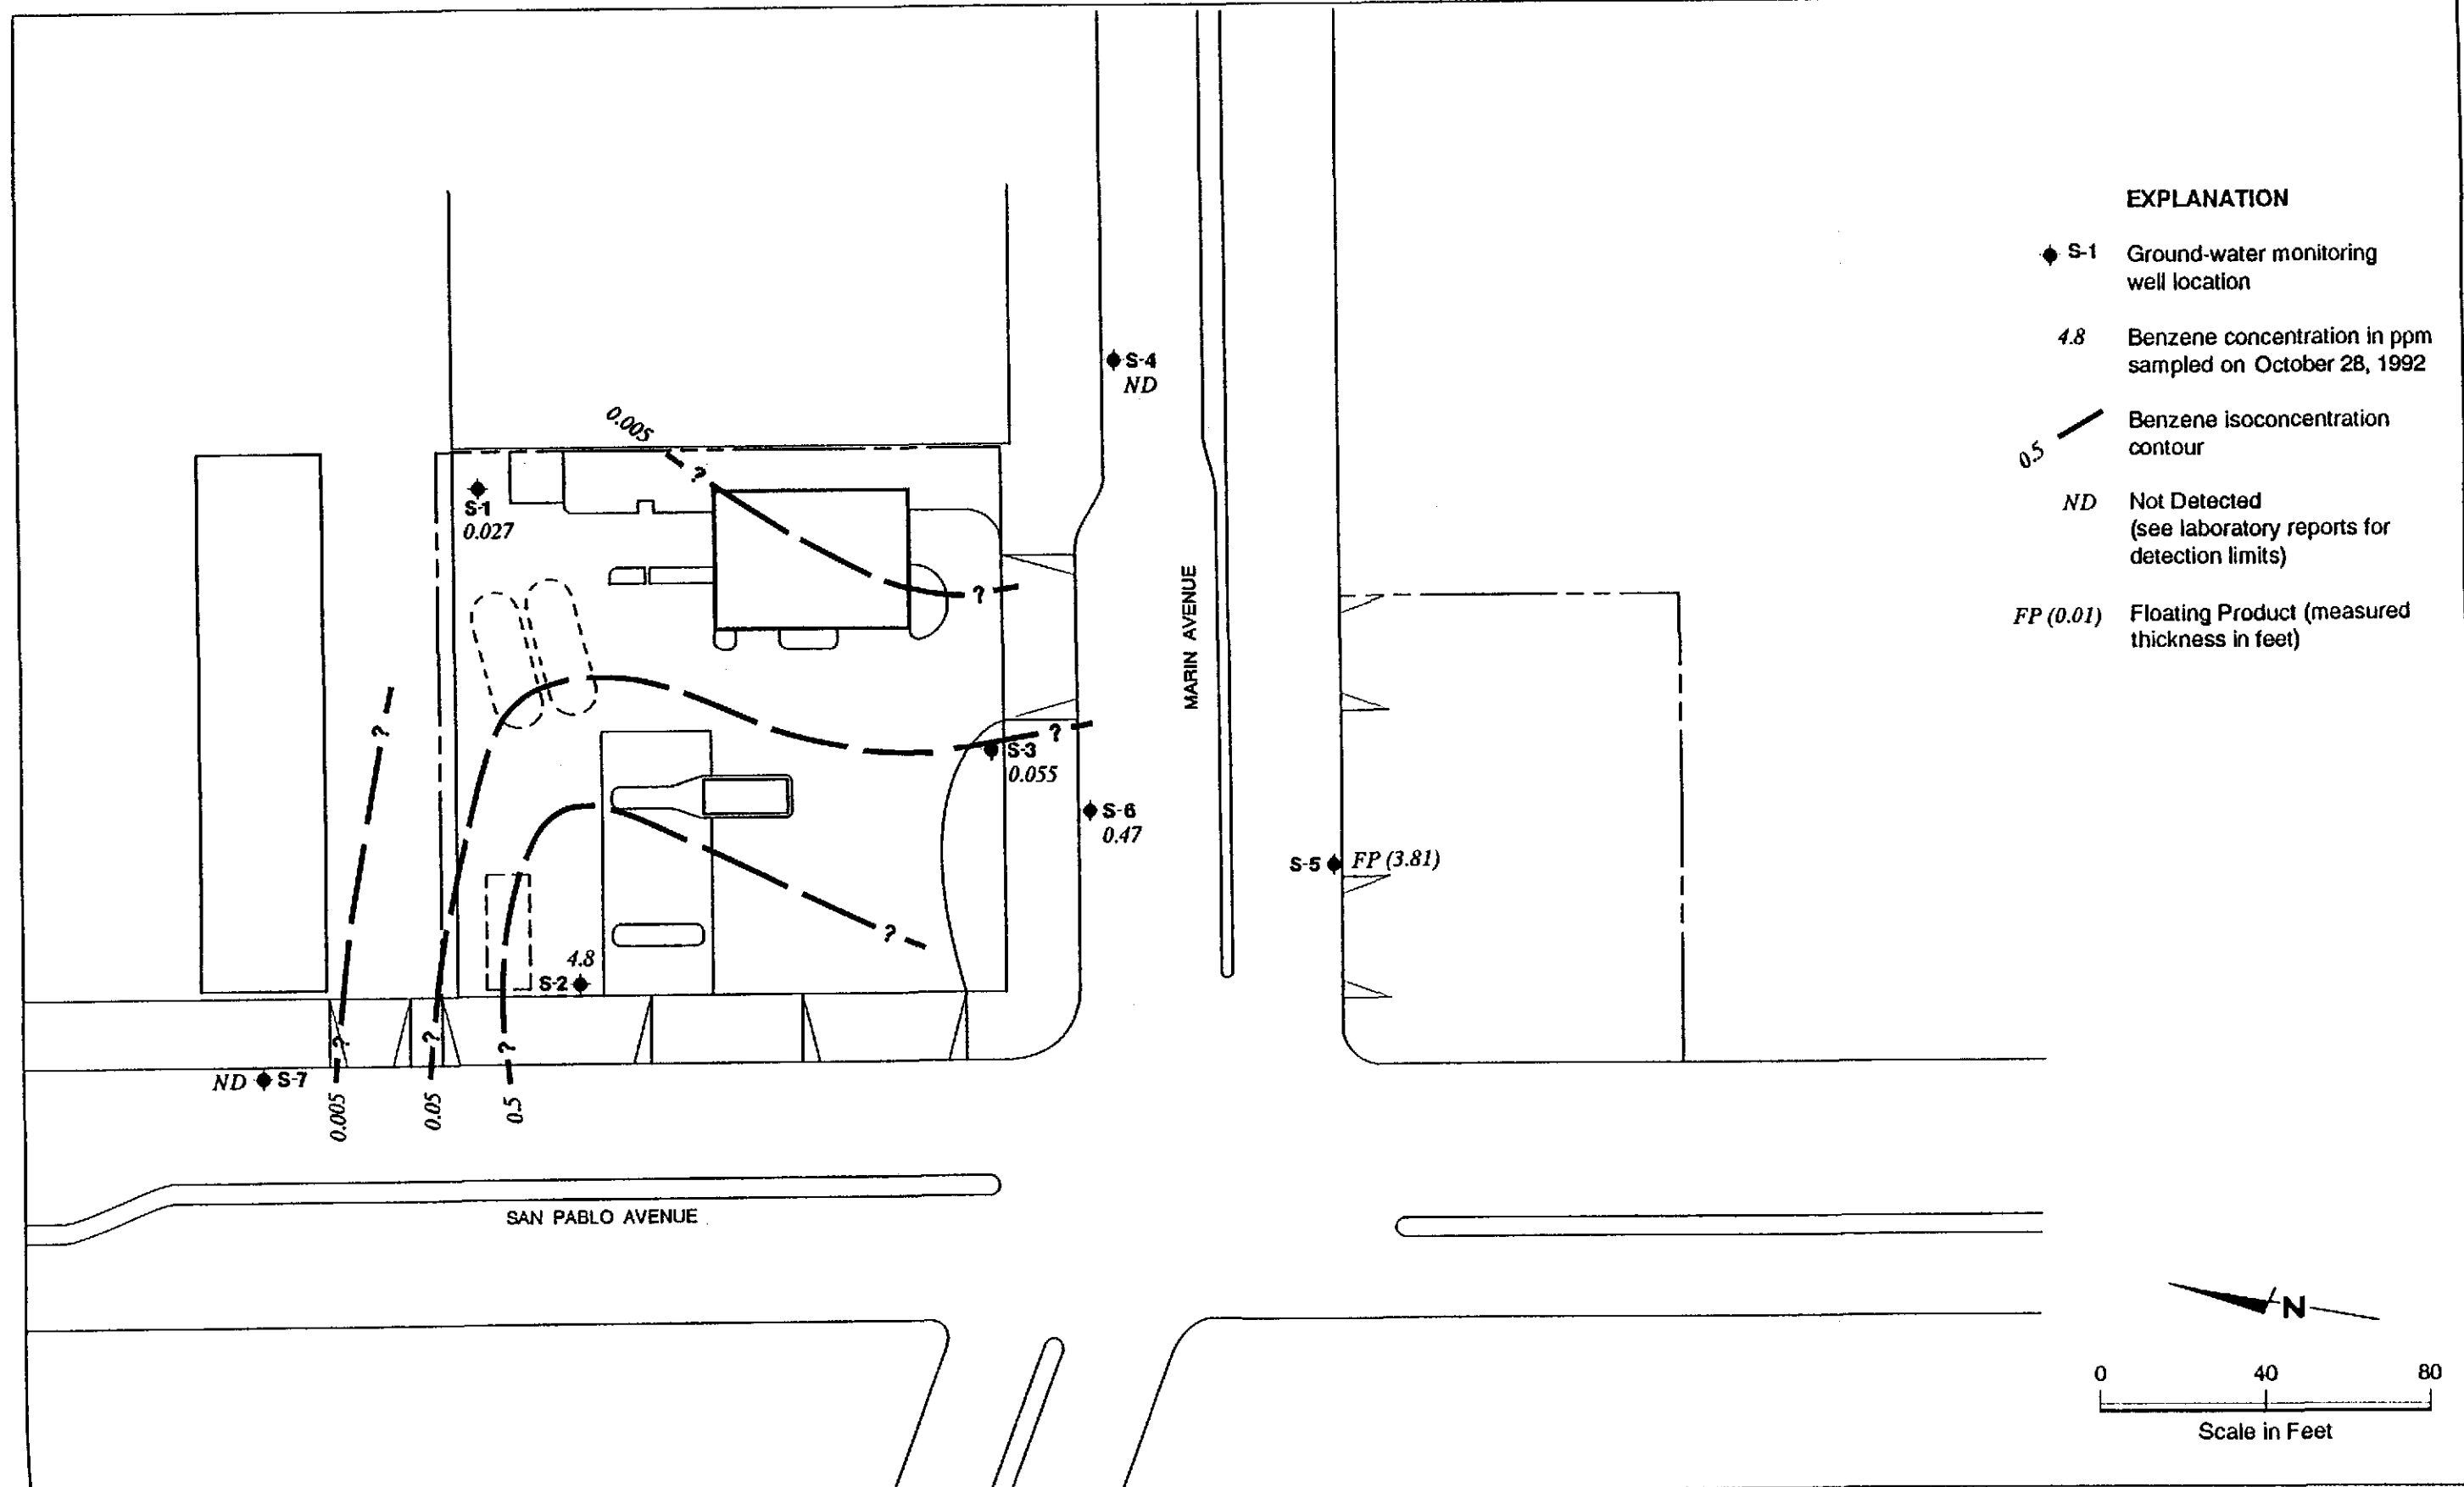 EXPLANATION
S-1 Ground-water monitoring
well location
4.8 Benzene concentration in ppm
sampled on October 28, 1992
0.5 Benzene isoconcentration
contour
ND Not Detected
(see laboratory reports for
detection limits)
FP (0.01) Floating Product (measured
thickness in feet)
S-4
ND
0.005
?
S-1
0.027
?
MARIN AVENUE
?
?
S-3
0.055
S-6
0.47
S-5 FP (3.81)
?
4.8
S-2
?
?
?
ND S-7
0.005
0.05
0.5
SAN PABLO AVENUE
N
0 40 80
Scale in Feet